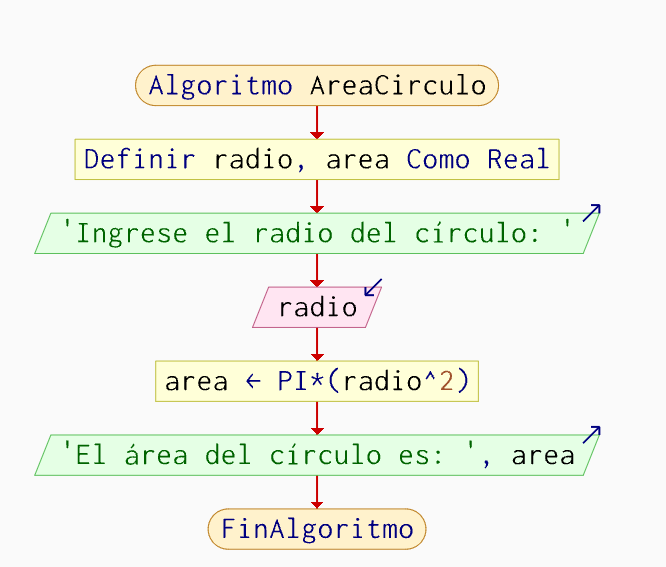 Algoritmo AreaCirculo
Definir radio, area Como Real
'Ingrese el radio del círculo: '
radio
area ← PI*(radio^2)
'El área del círculo es: ', area
FinAlgoritmo